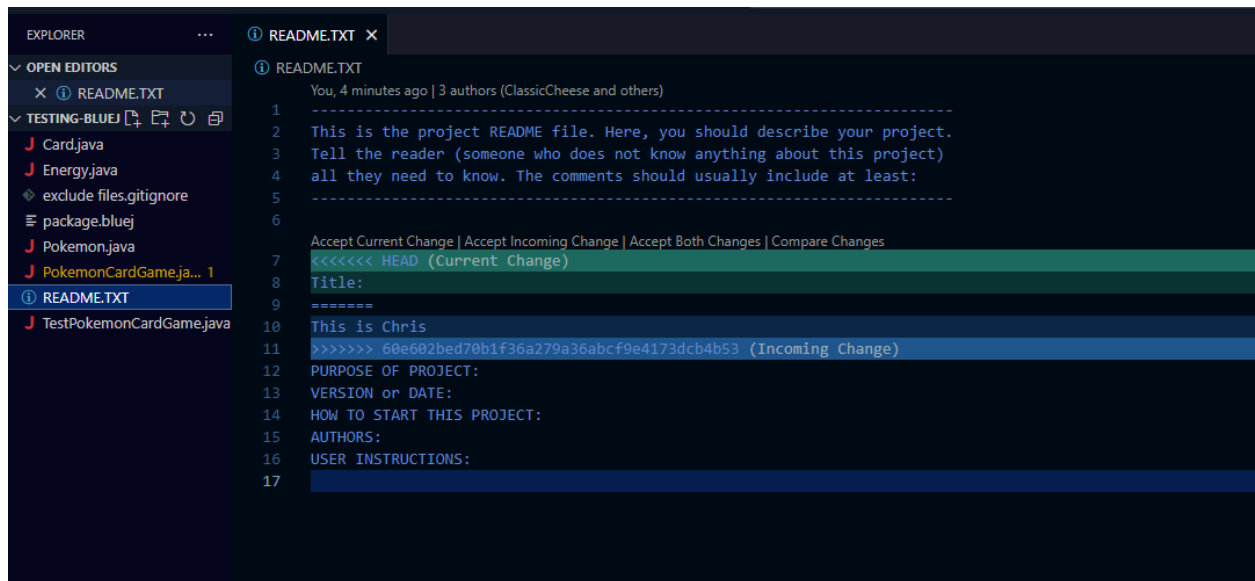 EXPLORER
···
README.TXT
OPEN EDITORS
README.TXT
TESTING-BLUEJ
Card.java
Energy.java
exclude files.gitignore
package.bluej
Pokemon.java
PokemonCardGame.ja... 1
README.TXT
TestPokemonCardGame.java
README.TXT
You, 4 minutes ago | 3 authors (ClassicCheese and others)
1 ------------------------------------------------------------------------
2 This is the project README file. Here, you should describe your project.
3 Tell the reader (someone who does not know anything about this project)
4 all they need to know. The comments should usually include at least:
5 ------------------------------------------------------------------------
6
Accept Current Change | Accept Incoming Change | Accept Both Changes | Compare Changes
7 <<<<<<< HEAD (Current Change)
8 Title:
9 =======
10 This is Chris
11 >>>>>>> 60e602bed70b1f36a279a36abcf9e4173dcb4b53 (Incoming Change)
12 PURPOSE OF PROJECT:
13 VERSION or DATE:
14 HOW TO START THIS PROJECT:
15 AUTHORS:
16 USER INSTRUCTIONS:
17